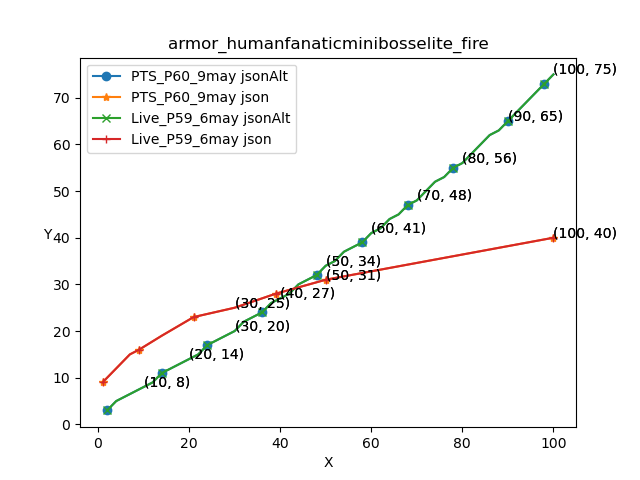 armor_humanfanaticminibosselite_fire
PTS_P60_9may jsonAlt
PTS_P60_9may json
Live_P59_6may jsonAlt
Live_P59_6may json
(100, 75)
(90, 65)
(80, 56)
(70, 48)
(60, 41)
(100, 40)
(50, 34)
(50, 31)
(40, 27)
(30, 25)
(30, 20)
(20, 14)
(10, 8)
Y
70
60
50
40
30
20
10
0
0 20 40 60 80 100
X